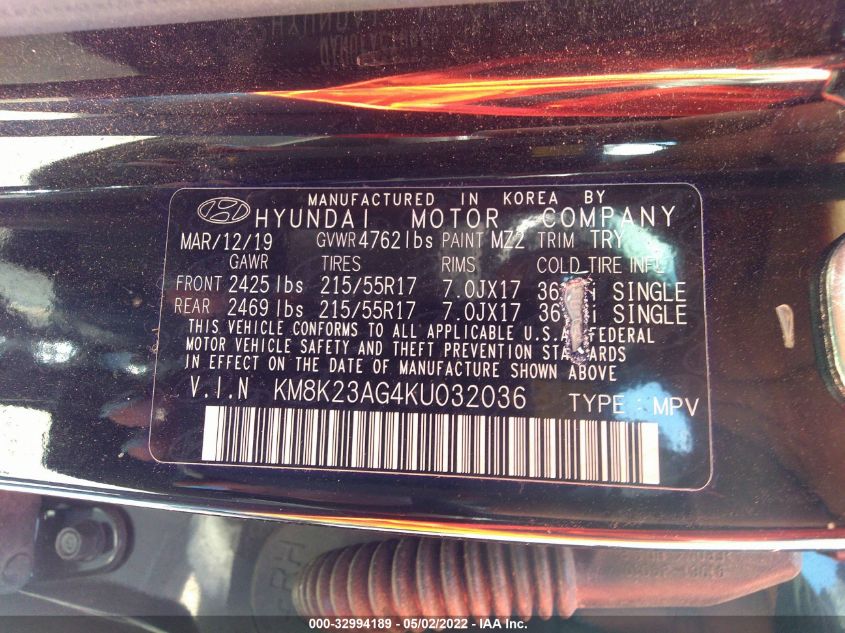 MANUFACTURED IN KOREA BY
HYUNDAI MOTOR COMPANY
MAR/12/19 GVWR 4762 lbs PAINT MZ2 TRIM TRY
GAWR TIRES RIMS COLD TIRE INFL
FRONT 2425 lbs 215/55R17 7.0JX17 SINGLE
REAR 2469 lbs 215/55R17 7.0JX17 SINGLE
THIS VEHICLE CONFORMS TO ALL APPLICABLE U.S.A. FEDERAL
MOTOR VEHICLE SAFETY AND THEFT PREVENTION STANDARDS
IN EFFECT ON THE DATE OF MANUFACTURE SHOWN ABOVE
V.I.N KM8K23AG4KU032036 TYPE : MPV
RH
000-32994189 - 05/02/2022 - IAA Inc.